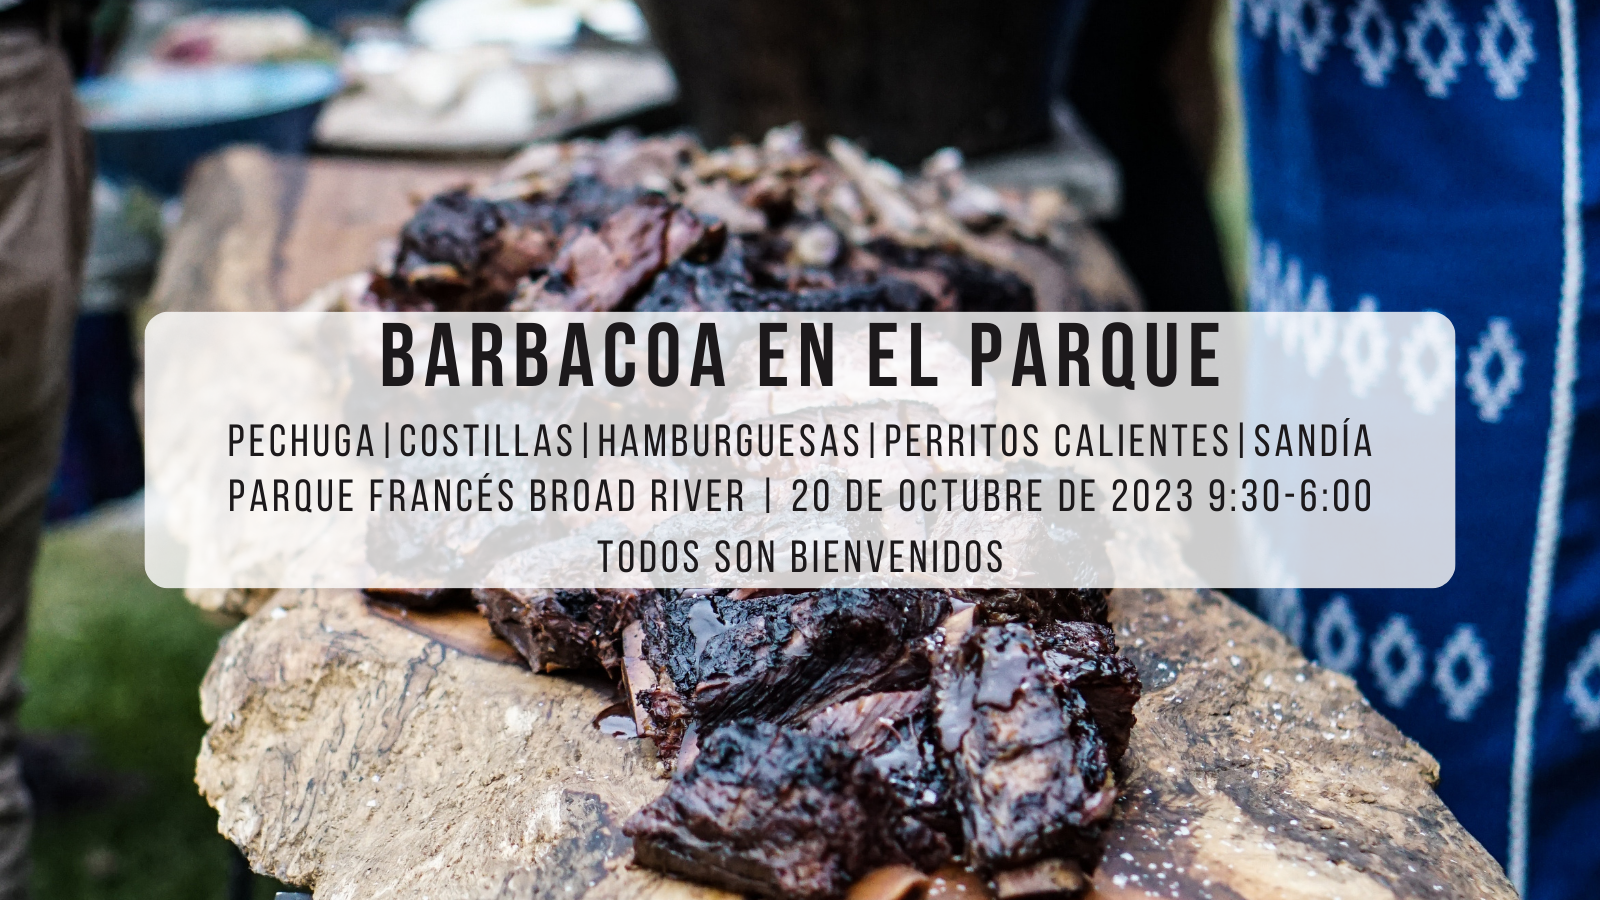 BARBACOA EN EL PARQUE
PECHUGA|COSTILLAS|HAMBURGUESAS|PERRITOS CALIENTES|SANDÍA
PARQUE FRANCÉS BROAD RIVER | 20 DE OCTUBRE DE 2023 9:30-6:00
TODOS SON BIENVENIDOS